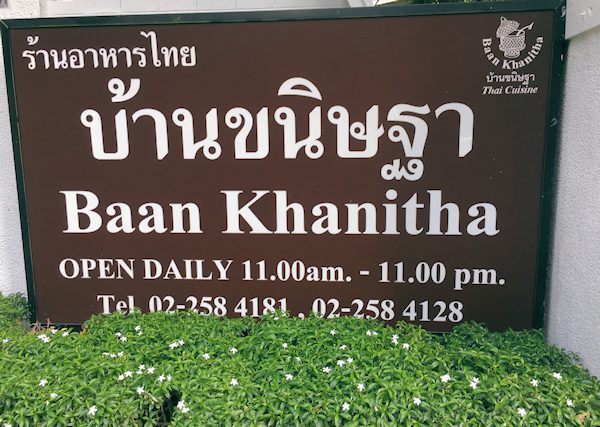 ร้านอาหารไทย
Baan Khanitha
บ้านขนิษฐา
Thai Cuisine
บ้านขนิษฐา
Baan Khanitha
OPEN DAILY 11.00am. - 11.00 pm.
Tel. 02-258 4181 , 02-258 4128